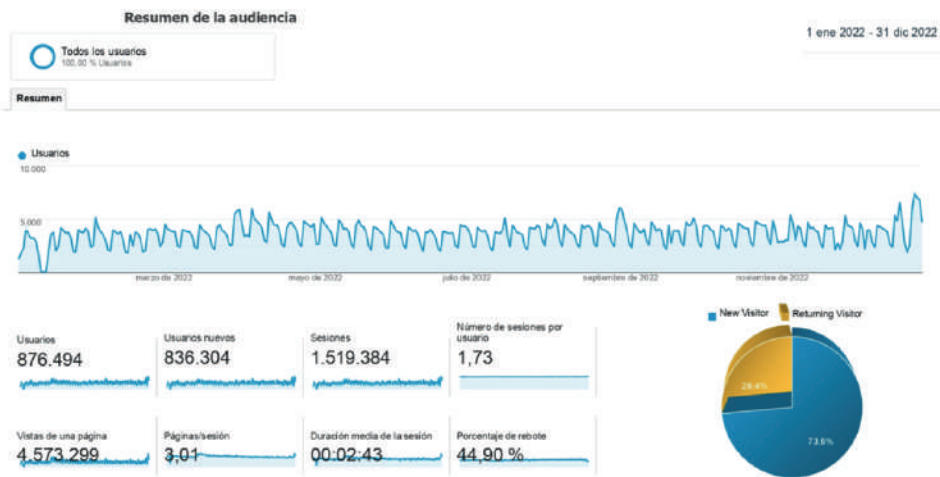 Resumen de la audiencia
1 ene 2022 - 31 dic 2022
Todos los usuarios
100,00 % Usuarios
Resumen
Usuarios
10.000
5.000
marzo de 2022
mayo de 2022
julio de 2022
septiembre de 2022
noviembre de 2022
Usuarios
876.494
Usuarios nuevos
836.304
Sesiones
1.519.384
Número de sesiones por
usuario
1,73
New Visitor
Returning Visitor
26,4%
73,6%
Vistas de una página
4.573.299
Páginas/sesión
3,01
Duración media de la sesión
00:02:43
Porcentaje de rebote
44,90 %